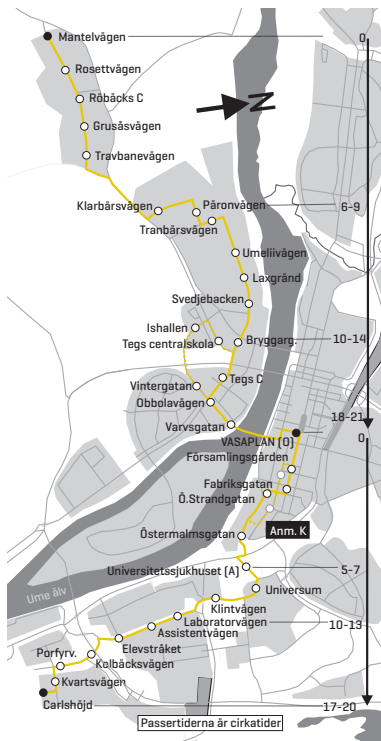 Mantelvägen
0
Rosettvägen
Röbäcks C
N
Grusåsvägen
Travbanevägen
Klarbärsvägen
Päronvägen
6-9
Tranbärsvägen
Umeliivägen
Laxgränd
Svedjebacken
Ishallen
Tegs centralskola
Bryggarg.
10-14
Vintergatan
Tegs C
Obbolavägen
Varvsgatan
18-21
VASAPLAN (D)
0
Församlingsgården
Fabriksgatan
Ö.Strandgatan
Anm. K
Östermalmsgatan
Universitetssjukhuset (A)
5-7
Ume älv
Universum
Klintvägen
Laboratorvägen
10-13
Assistentvägen
Elevstråket
Porfyrv.
Kolbäcksvägen
Kvartsvägen
Carlshöjd
17-20
Passertiderna är cirkatider